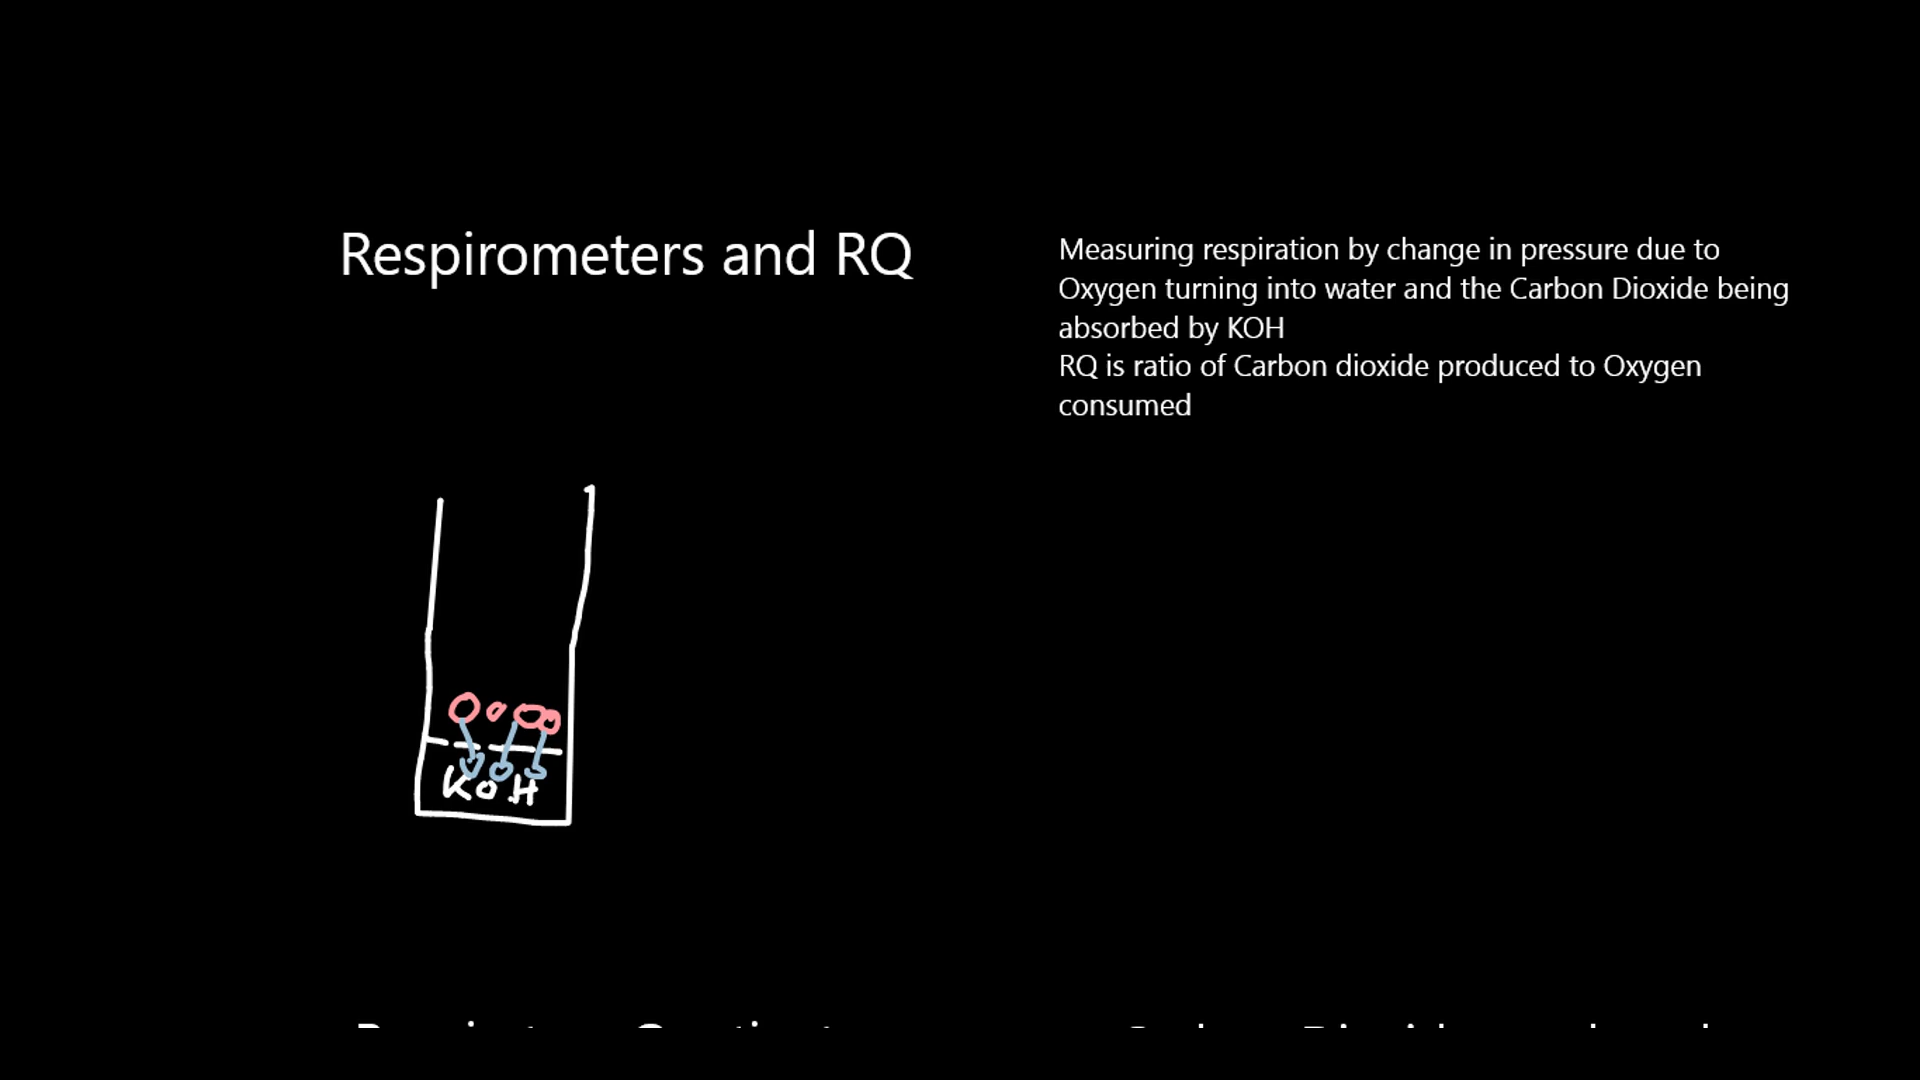 Respirometers and RQ
Measuring respiration by change in pressure due to
Oxygen turning into water and the Carbon Dioxide being
absorbed by KOH
RQ is ratio of Carbon dioxide produced to Oxygen
consumed
KOH